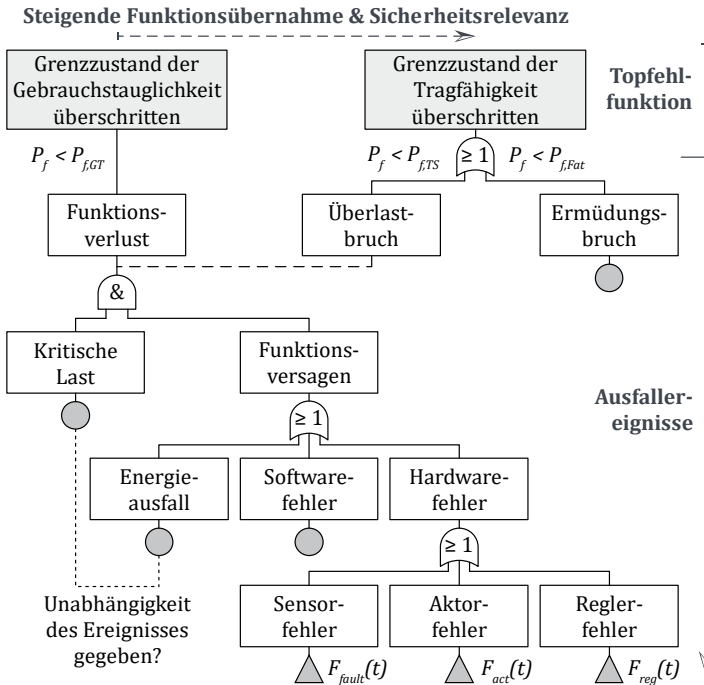 Steigende Funktionsübernahme & Sicherheitsrelevanz
Grenzzustand der
Gebrauchstauglichkeit
überschritten
Grenzzustand der
Tragfähigkeit
überschritten
Topfehl-
funktion
P_f < P_f,GT
P_f < P_f,TS
≥ 1
P_f < P_f,Fat
Funktions-
verlust
Überlast-
bruch
Ermüdungs-
bruch
&
Kritische
Last
Funktions-
versagen
Ausfaller-
eignisse
≥ 1
Energie-
ausfall
Software-
fehler
Hardware-
fehler
≥ 1
Unabhängigkeit
des Ereignisses
gegeben?
Sensor-
fehler
Aktor-
fehler
Regler-
fehler
F_fault(t)
F_act(t)
F_reg(t)